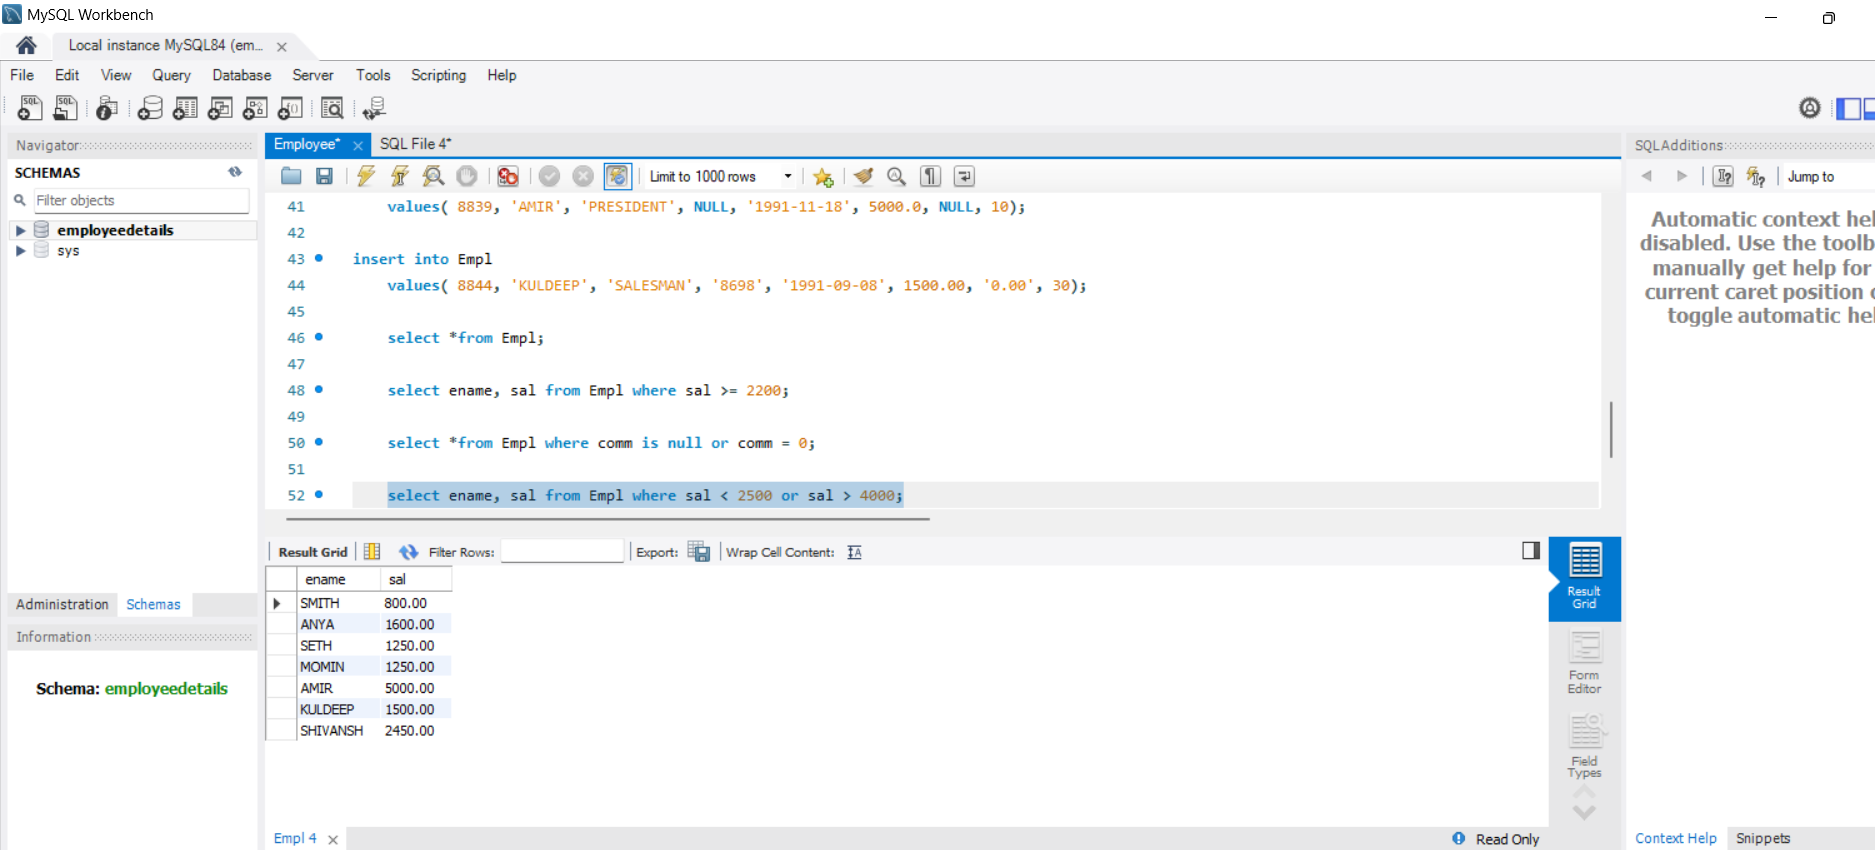 MySQL Workbench
Local instance MySQL84 (em...
File Edit View Query Database Server Tools Scripting Help
Navigator
SCHEMAS
Filter objects
employeedetails
sys
Administration Schemas
Information
Schema: employeedetails
Employee* SQL File 4*
Limit to 1000 rows
41 values( 8839, 'AMIR', 'PRESIDENT', NULL, '1991-11-18', 5000.0, NULL, 10);
42
43 insert into Empl
44 values( 8844, 'KULDEEP', 'SALESMAN', '8698', '1991-09-08', 1500.00, '0.00', 30);
45
46 select *from Empl;
47
48 select ename, sal from Empl where sal >= 2200;
49
50 select *from Empl where comm is null or comm = 0;
51
52 select ename, sal from Empl where sal < 2500 or sal > 4000;
Result Grid Filter Rows: Export: Wrap Cell Content:
ename sal
SMITH 800.00
ANYA 1600.00
SETH 1250.00
MOMIN 1250.00
AMIR 5000.00
KULDEEP 1500.00
SHIVANSH 2450.00
Result
Grid
Form
Editor
Field
Types
Empl 4
Read Only
SQLAdditions
Jump to
Automatic context hel
disabled. Use the toolb
manually get help for
current caret position
toggle automatic hel
Context Help Snippets